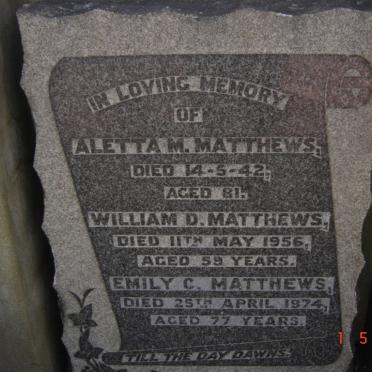 IN LOVING MEMORY
OF
ALETTA M. MATTHEWS,
DIED 14-5-42,
AGED 81.
WILLIAM D. MATTHEWS,
DIED 11TH MAY 1956,
AGED 59 YEARS.
EMILY C. MATTHEWS,
DIED 25TH APRIL 1974,
AGED 77 YEARS.
TILL THE DAY DAWNS.
1 5